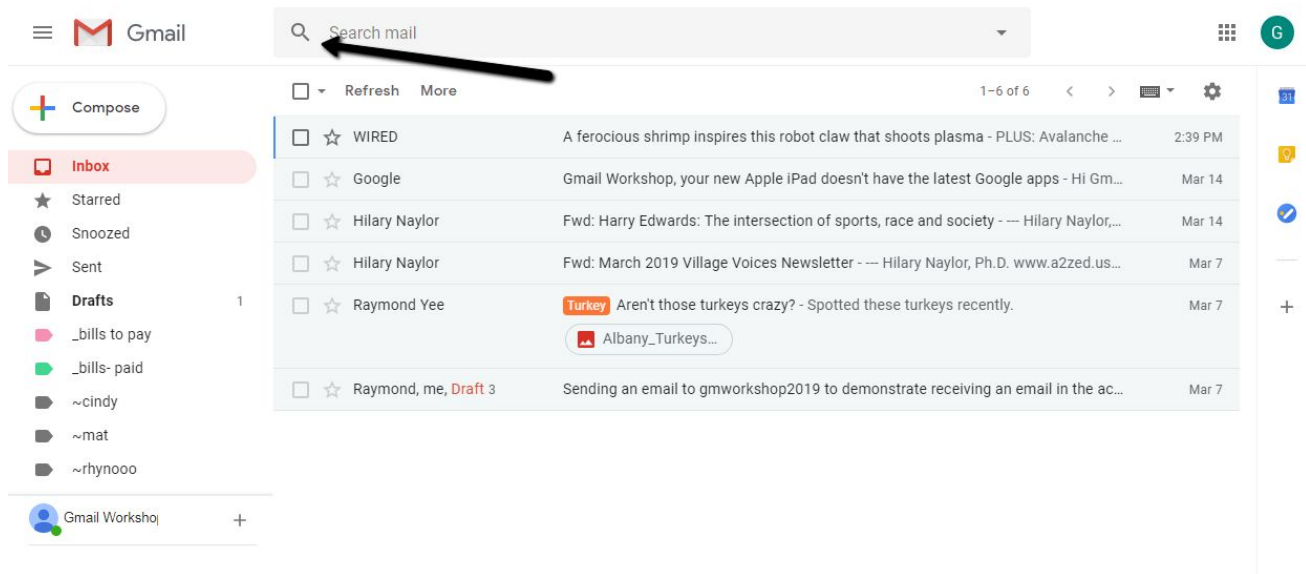 Gmail
Search mail
G
Compose
Refresh More
1–6 of 6
31
Inbox
Starred
Snoozed
Sent
Drafts 1
_bills to pay
_bills- paid
~cindy
~mat
~rhynooo
Gmail Worksho
WIRED A ferocious shrimp inspires this robot claw that shoots plasma - PLUS: Avalanche ... 2:39 PM
Google Gmail Workshop, your new Apple iPad doesn't have the latest Google apps - Hi Gm... Mar 14
Hilary Naylor Fwd: Harry Edwards: The intersection of sports, race and society - --- Hilary Naylor,... Mar 14
Hilary Naylor Fwd: March 2019 Village Voices Newsletter - --- Hilary Naylor, Ph.D. www.a2zed.us... Mar 7
Raymond Yee Turkey Aren't those turkeys crazy? - Spotted these turkeys recently. Mar 7
Albany_Turkeys...
Raymond, me, Draft 3 Sending an email to gmworkshop2019 to demonstrate receiving an email in the ac... Mar 7